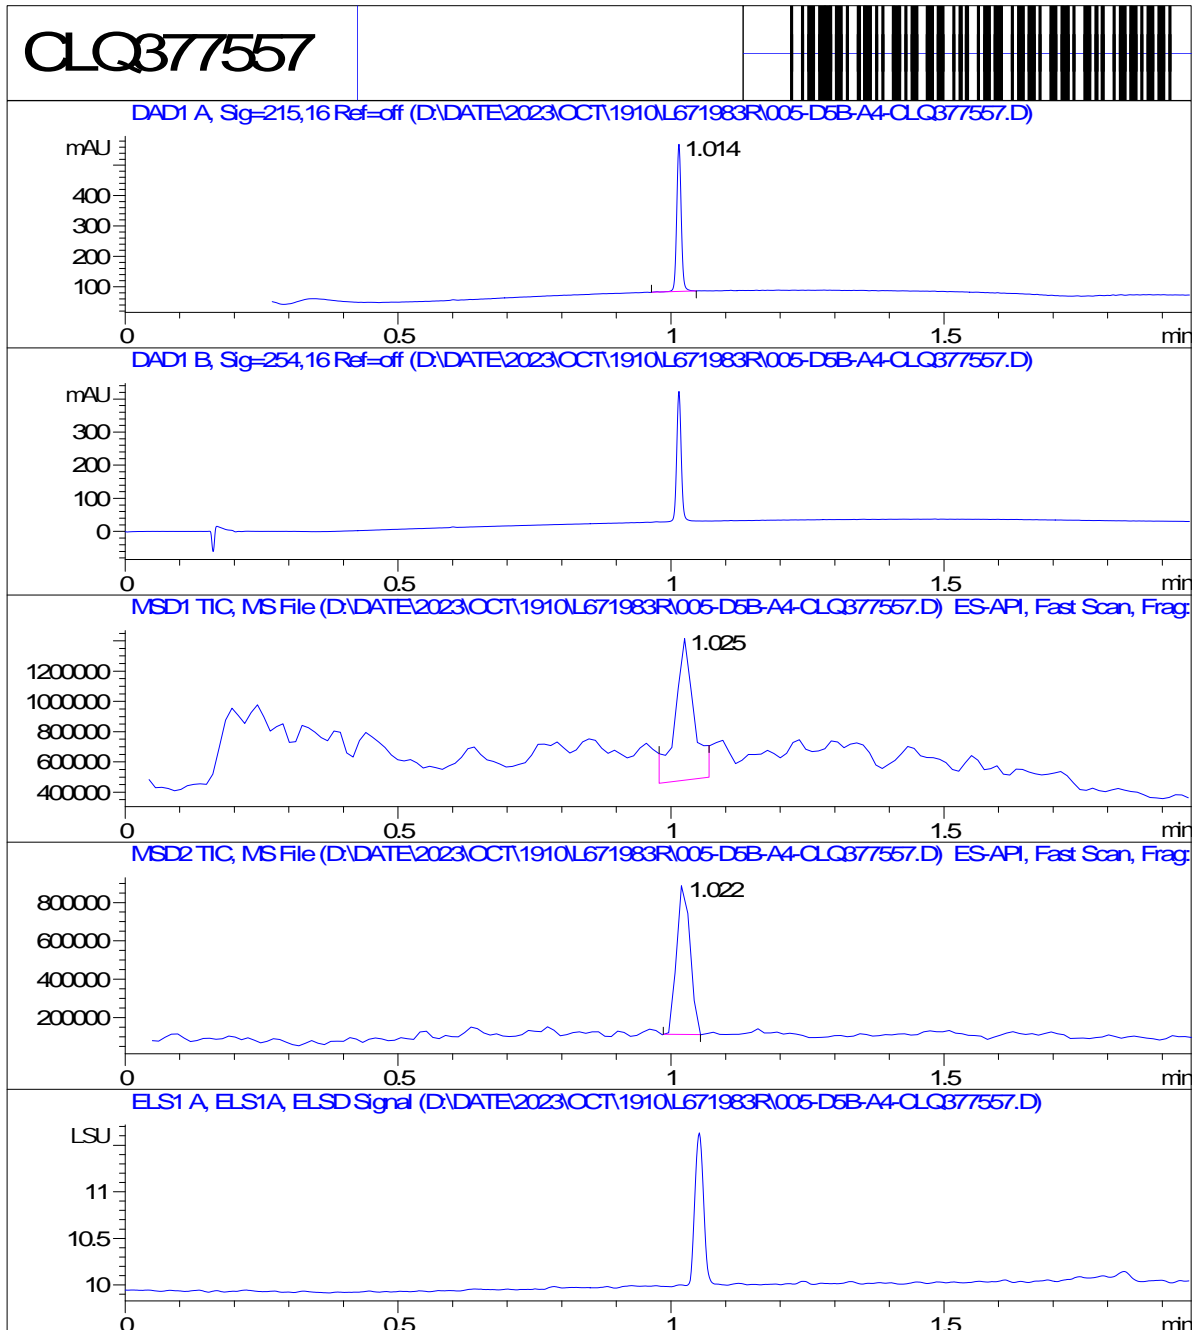 CLQ377557
DAD1 A, Sig=215,16 Ref=off (D:\DATE\2023\OCT\1910\L671983R\005-D5B-A4-CLQ377557.D)
mAU
1.014
400
300
200
100
0 0.5 1 1.5 min
DAD1 B, Sig=254,16 Ref=off (D:\DATE\2023\OCT\1910\L671983R\005-D5B-A4-CLQ377557.D)
mAU
300
200
100
0
0 0.5 1 1.5 min
MSD1 TIC, MS File (D:\DATE\2023\OCT\1910\L671983R\005-D5B-A4-CLQ377557.D) ES-API, Fast Scan, Frag:
1.025
1200000
1000000
800000
600000
400000
0 0.5 1 1.5 min
MSD2 TIC, MS File (D:\DATE\2023\OCT\1910\L671983R\005-D5B-A4-CLQ377557.D) ES-API, Fast Scan, Frag:
1.022
800000
600000
400000
200000
0 0.5 1 1.5 min
ELS1 A, ELS1A, ELSD Signal (D:\DATE\2023\OCT\1910\L671983R\005-D5B-A4-CLQ377557.D)
LSU
11
10.5
10
0 0.5 1 1.5 min